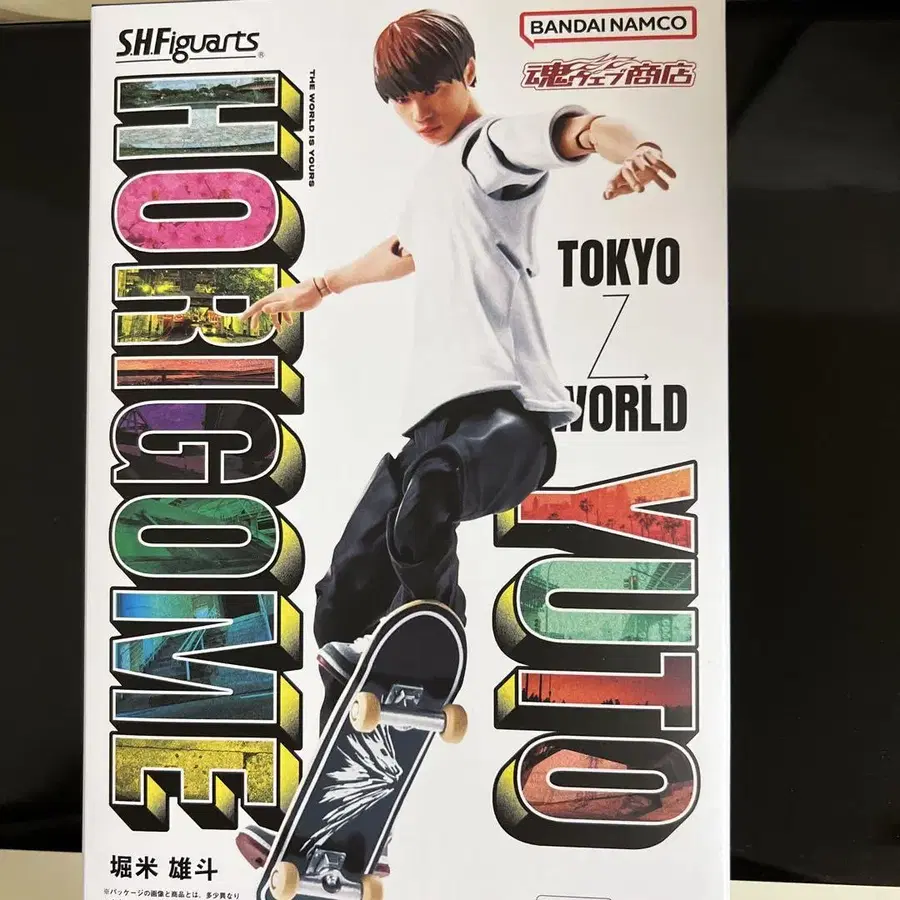 S.H.Figuarts®
BANDAI NAMCO
魂ウェブ商店
THE WORLD IS YOURS
HORIGOME
TOKYO
WORLD
YUTO
堀米 雄斗
※パッケージの画像と商品とは、多少異なり